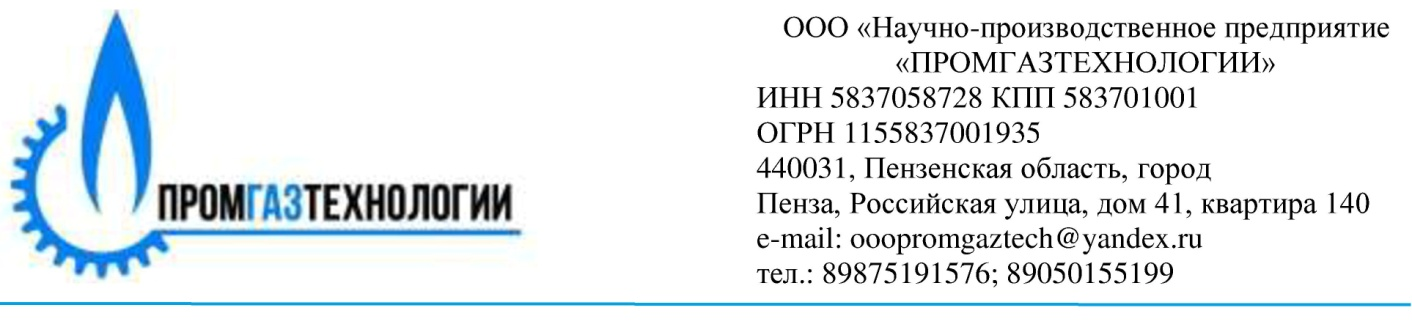 ООО «Научно-производственное предприятие
«ПРОМГАЗТЕХНОЛОГИИ»
ИНН 5837058728 КПП 583701001
ОГРН 1155837001935
440031, Пензенская область, город
Пенза, Российская улица, дом 41, квартира 140
e-mail: ooopromgaztech@yandex.ru
тел.: 89875191576; 89050155199
ПРОМГАЗТЕХНОЛОГИИ